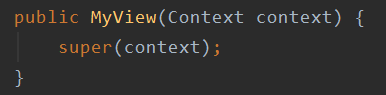 public MyView(Context context) {
    super(context);
}